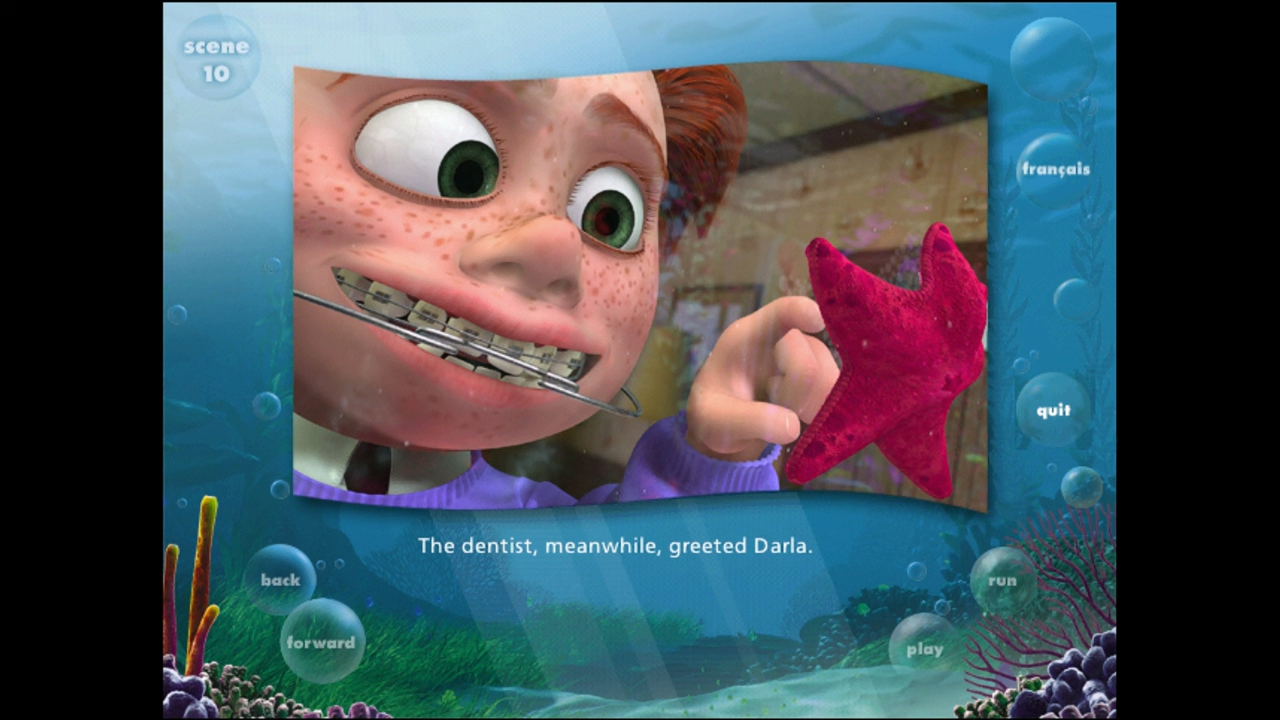 scene
10
français
quit
The dentist, meanwhile, greeted Darla.
back
run
forward
play